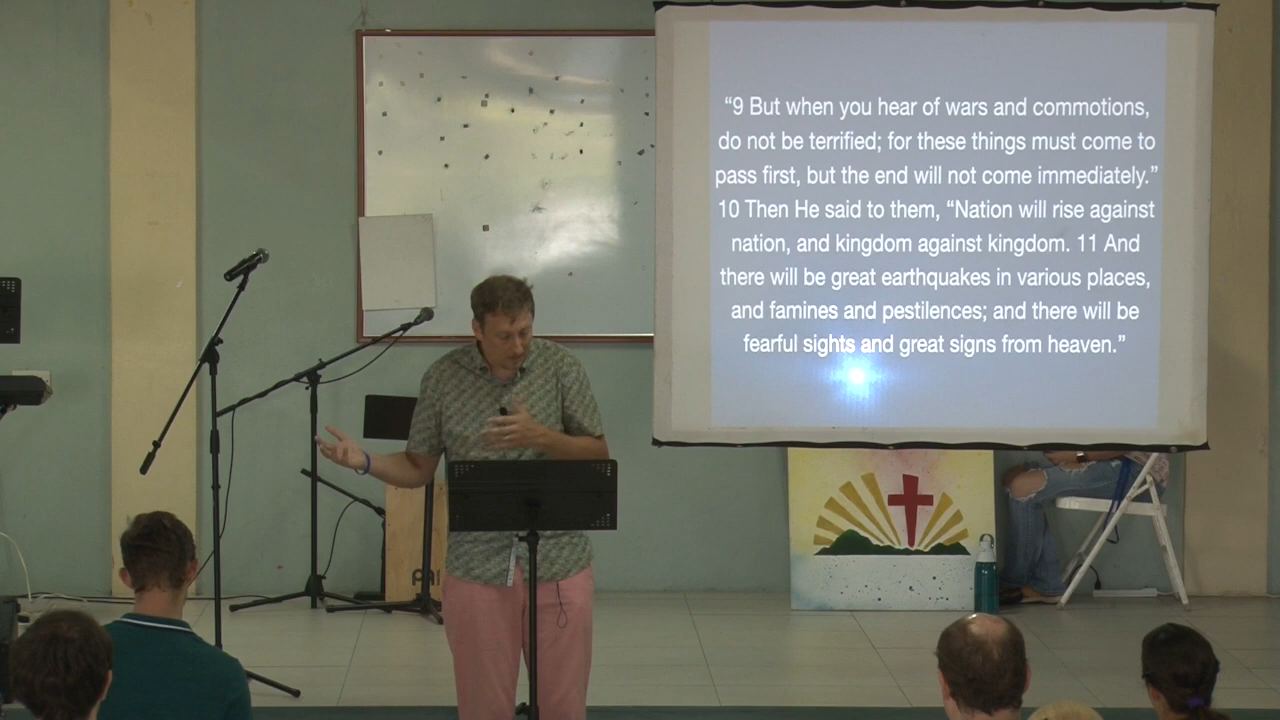 “9 But when you hear of wars and commotions,
do not be terrified; for these things must come to
pass first, but the end will not come immediately.”
10 Then He said to them, “Nation will rise against
nation, and kingdom against kingdom. 11 And
there will be great earthquakes in various places,
and famines and pestilences; and there will be
fearful sights and great signs from heaven.”